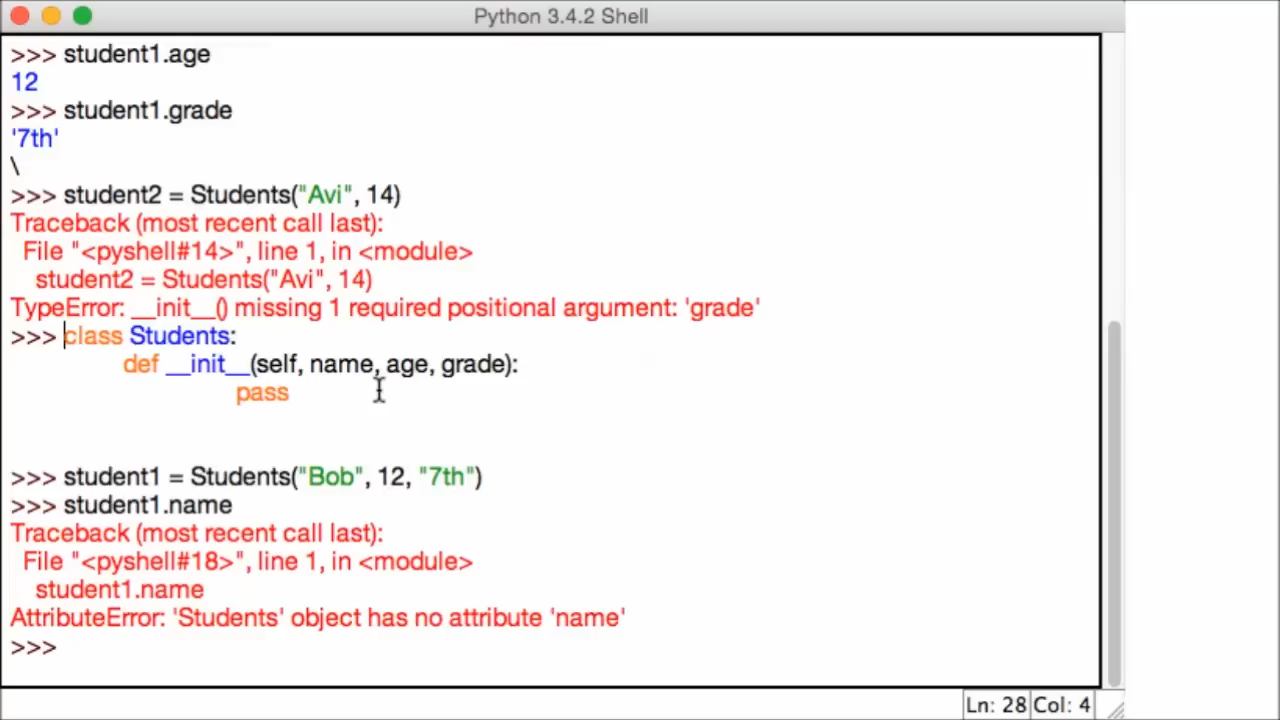 Python 3.4.2 Shell
>>> student1.age
12
>>> student1.grade
'7th'
\
>>> student2 = Students("Avi", 14)
Traceback (most recent call last):
  File "<pyshell#14>", line 1, in <module>
    student2 = Students("Avi", 14)
TypeError: __init__() missing 1 required positional argument: 'grade'
>>> class Students:
        def __init__(self, name, age, grade):
                pass
>>> student1 = Students("Bob", 12, "7th")
>>> student1.name
Traceback (most recent call last):
  File "<pyshell#18>", line 1, in <module>
    student1.name
AttributeError: 'Students' object has no attribute 'name'
>>>
Ln: 28 Col: 4